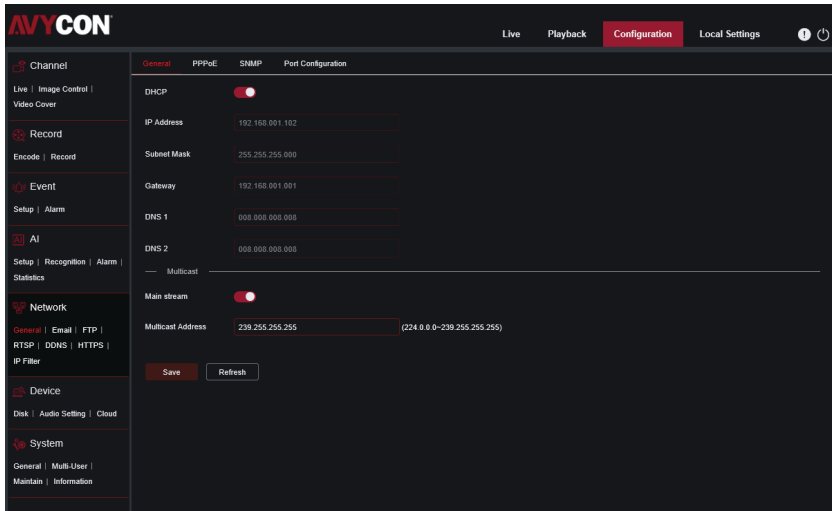 AVYCON
Live Playback Configuration Local Settings
Channel
Live | Image Control |
Video Cover
Record
Encode | Record
Event
Setup | Alarm
AI
AI
Setup | Recognition | Alarm |
Statistics
Network
General | Email | FTP |
RTSP | DDNS | HTTPS |
IP Filter
Device
Disk | Audio Setting | Cloud
System
General | Multi-User |
Maintain | Information
General PPPoE SNMP Port Configuration
DHCP
IP Address 192.168.001.102
Subnet Mask 255.255.255.000
Gateway 192.168.001.001
DNS 1 008.008.008.008
DNS 2 008.008.008.008
Multicast
Main stream
Multicast Address 239.255.255.255 (224.0.0.0~239.255.255.255)
Save Refresh